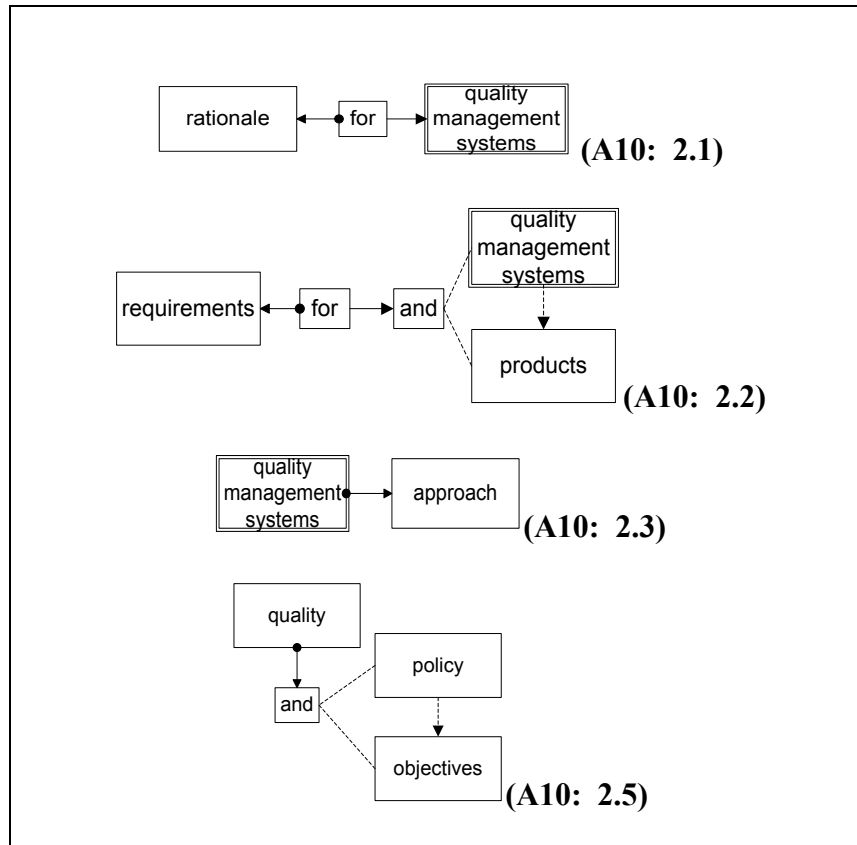 rationale
for
quality
management
systems
(A10: 2.1)
requirements
for
and
quality
management
systems
products
(A10: 2.2)
quality
management
systems
approach
(A10: 2.3)
quality
and
policy
objectives
(A10: 2.5)